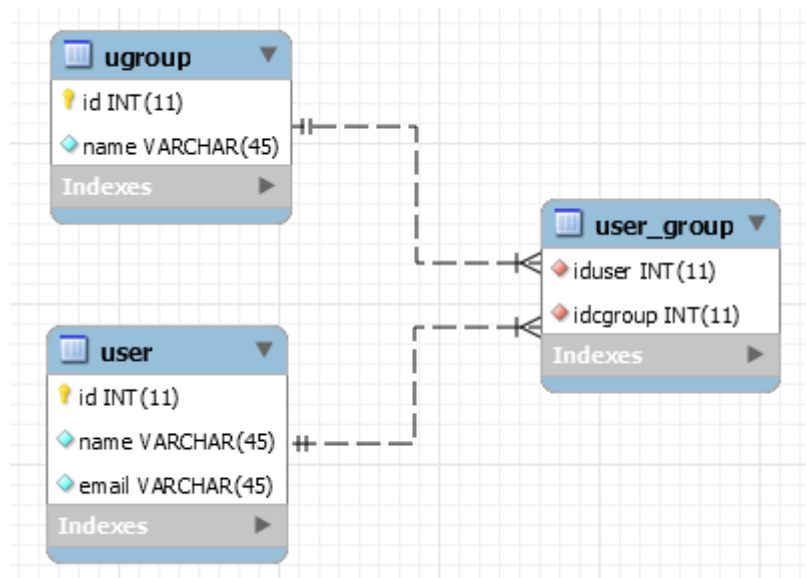 ugroup
id INT(11)
name VARCHAR(45)
Indexes
user_group
iduser INT(11)
idcgroup INT(11)
Indexes
user
id INT(11)
name VARCHAR(45)
email VARCHAR(45)
Indexes